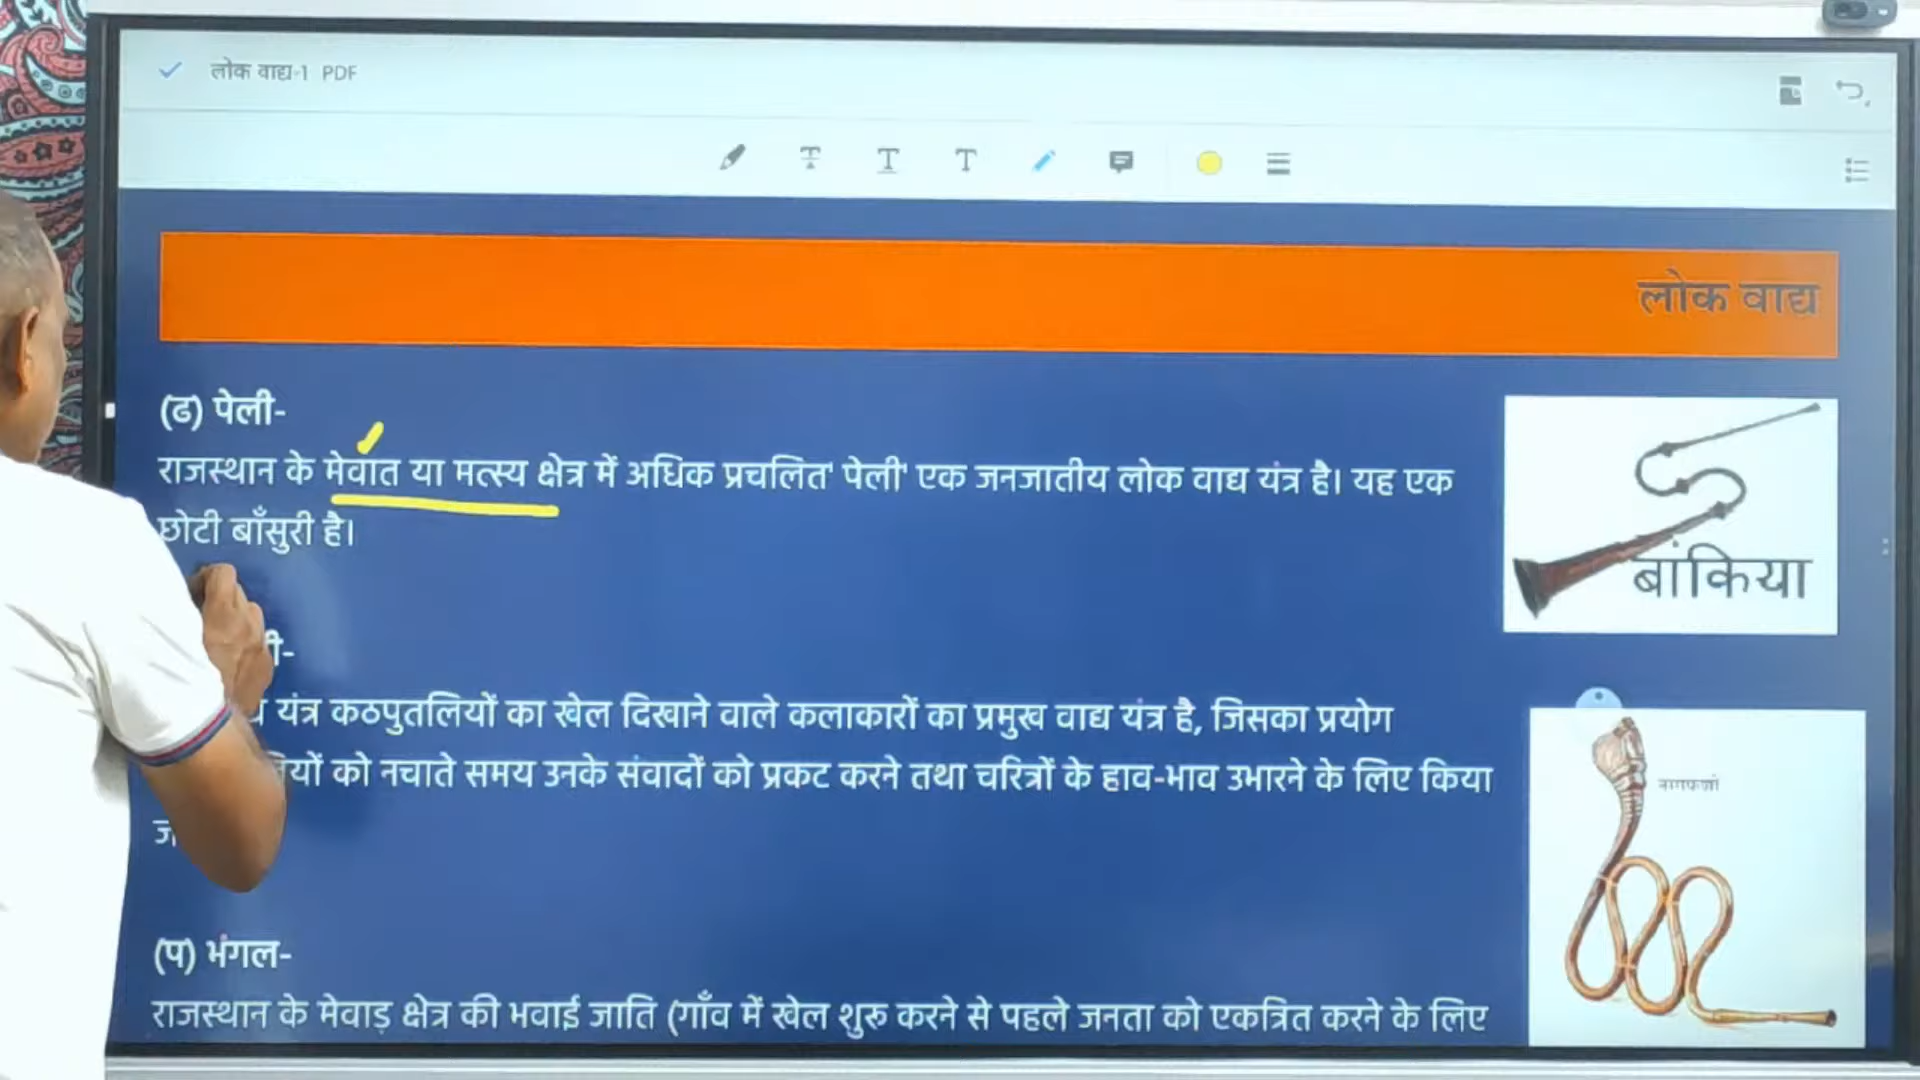 लोक वाद्य-1 PDF
लोक वाद्य
(ढ) पेली-
राजस्थान के मेवात या मत्स्य क्षेत्र में अधिक प्रचलित' पेली' एक जनजातीय लोक वाद्य यंत्र है। यह एक
छोटी बाँसुरी है।
बांकिया
यंत्र कठपुतलियों का खेल दिखाने वाले कलाकारों का प्रमुख वाद्य यंत्र है, जिसका प्रयोग
को नचाते समय उनके संवादों को प्रकट करने तथा चरित्रों के हाव-भाव उभारने के लिए किया
नागफणी
(प) भंगल-
राजस्थान के मेवाड़ क्षेत्र की भवाई जाति (गाँव में खेल शुरू करने से पहले जनता को एकत्रित करने के लिए